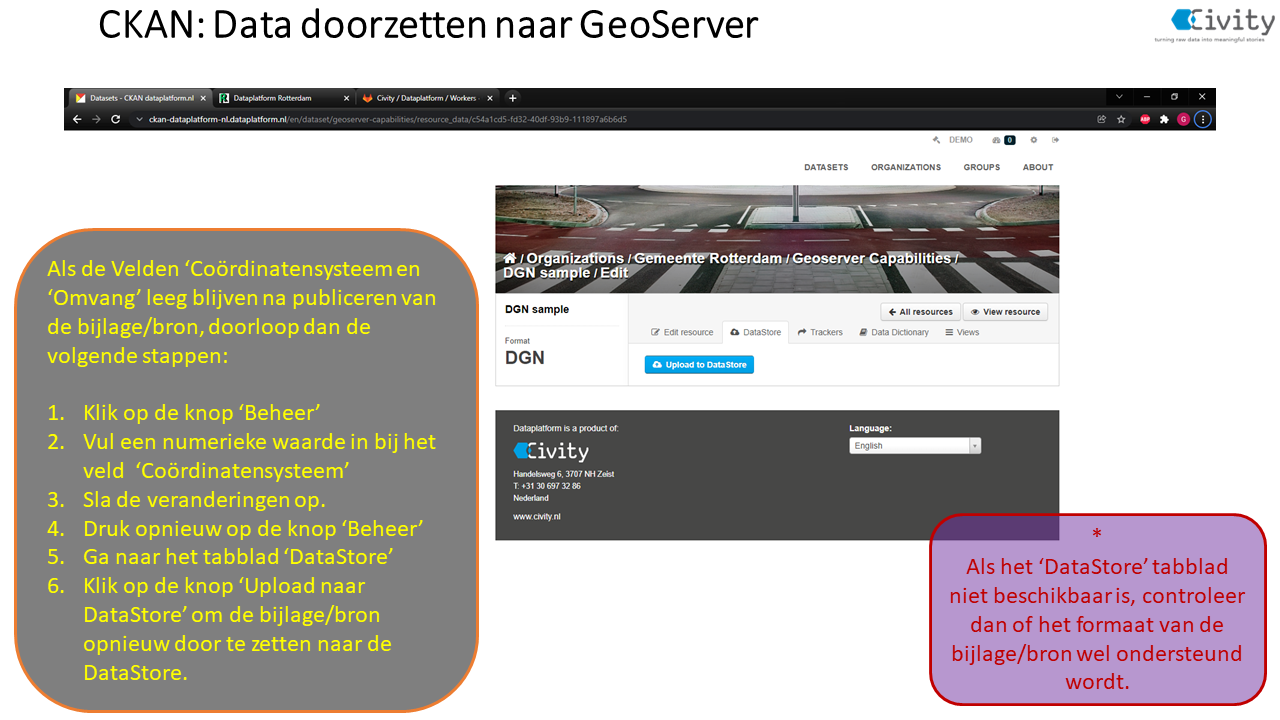 CKAN: Data doorzetten naar GeoServer
Civity
turning raw data into meaningful stories
Datasets - CKAN dataplatform.nl
Dataplatform Rotterdam
Civity / Dataplatform / Workers
ckan-dataplatform-nl.dataplatform.nl/en/dataset/geoserver-capabilities/resource_data/c54a1cd5-fd32-40df-93b9-111897a6b6d5
ABP
G
DEMO
0
DATASETS ORGANIZATIONS GROUPS ABOUT
/ Organizations / Gemeente Rotterdam / Geoserver Capabilities /
DGN sample / Edit
DGN sample
Format
DGN
All resources
View resource
Edit resource
DataStore
Trackers
Data Dictionary
Views
Upload to DataStore
Dataplatform is a product of:
Civity
Handelsweg 6, 3707 NH Zeist
T: +31 30 697 32 86
Nederland
www.civity.nl
Language:
English
Als de Velden ‘Coördinatensysteem en
‘Omvang’ leeg blijven na publiceren van
de bijlage/bron, doorloop dan de
volgende stappen:
1. Klik op de knop ‘Beheer’
2. Vul een numerieke waarde in bij het
veld ‘Coördinatensysteem’
3. Sla de veranderingen op.
4. Druk opnieuw op de knop ‘Beheer’
5. Ga naar het tabblad ‘DataStore’
6. Klik op de knop ‘Upload naar
DataStore’ om de bijlage/bron
opnieuw door te zetten naar de
DataStore.
*
Als het ‘DataStore’ tabblad
niet beschikbaar is, controleer
dan of het formaat van de
bijlage/bron wel ondersteund
wordt.